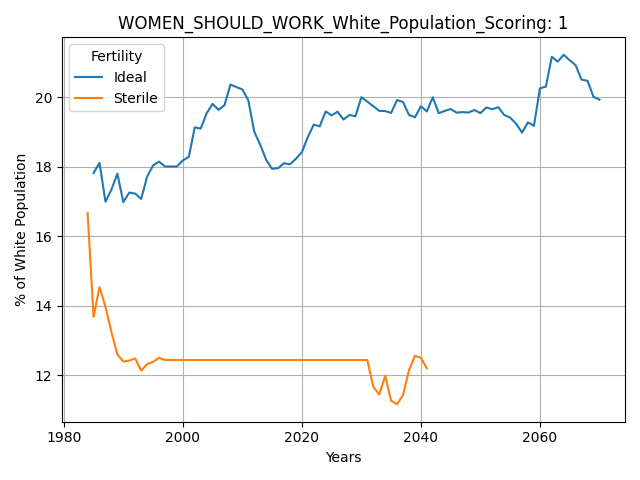 WOMEN_SHOULD_WORK_White_Population_Scoring: 1
Fertility
Ideal
Sterile
% of White Population
20
18
16
14
12
1980 2000 2020 2040 2060
Years